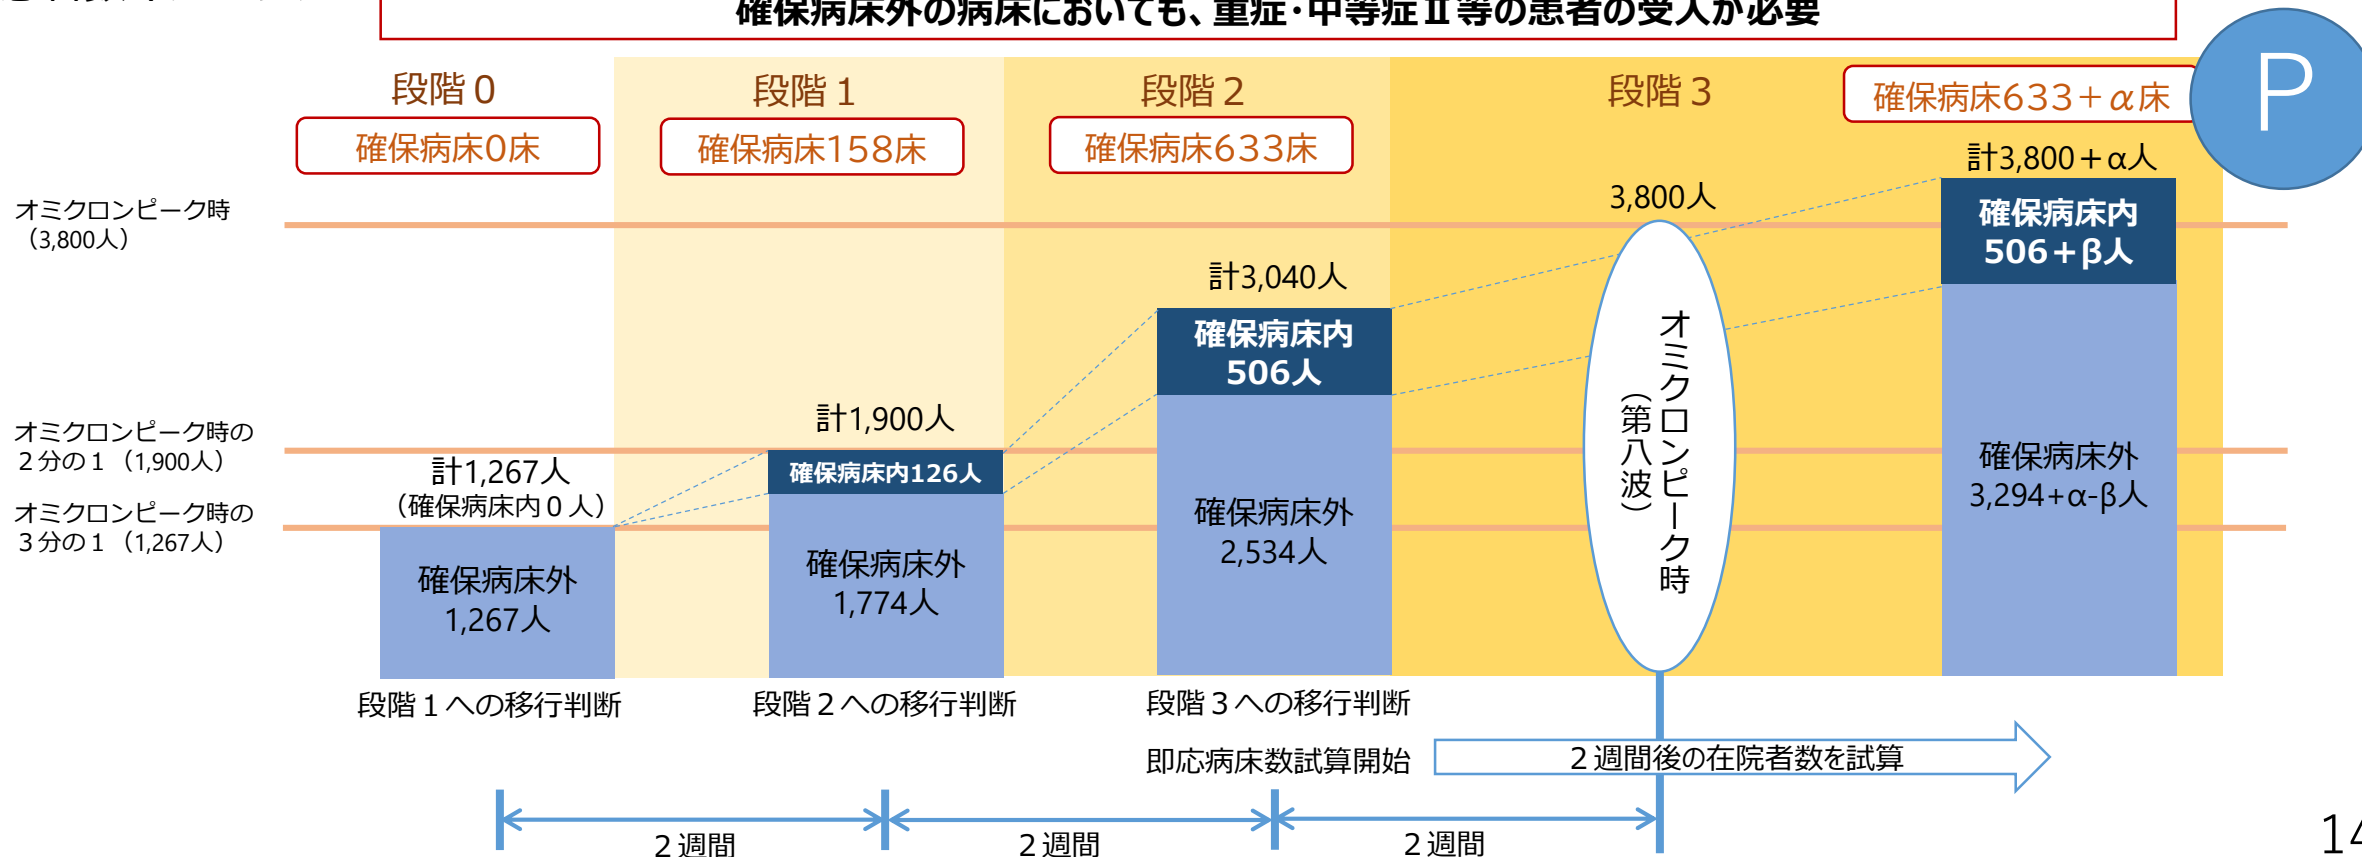 確保病床外の病床においても、重症・中等症Ⅱ等の患者の受入が必要
段階０
段階１
段階２
段階３
確保病床0床
確保病床158床
確保病床633床
確保病床633＋α床
P
計3,800＋α人
3,800人
オミクロンピーク時
（3,800人）
確保病床内
506＋β人
計3,040人
確保病床内
506人
計1,900人
オミクロンピーク時の
２分の１（1,900人）
計1,267人
（確保病床内０人）
確保病床内126人
オミクロンピーク時の
３分の１（1,267人）
確保病床外
1,267人
確保病床外
1,774人
確保病床外
2,534人
オミクロンピーク時
（第八波）
確保病床外
3,294+α-β人
段階１への移行判断
段階２への移行判断
段階３への移行判断
即応病床数試算開始
２週間後の在院者数を試算
２週間
２週間
２週間
14